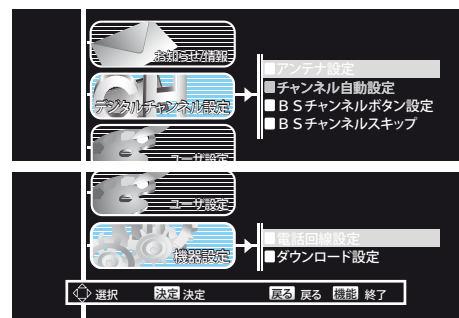 お知らせ/情報
デジタルチャンネル設定
アンテナ設定
チャンネル自動設定
BSチャンネルボタン設定
BSチャンネルスキップ
ユーザ設定
ユーザ設定
機器設定
電話回線設定
ダウンロード設定
選択 決定 決定 戻る 戻る 機能 終了